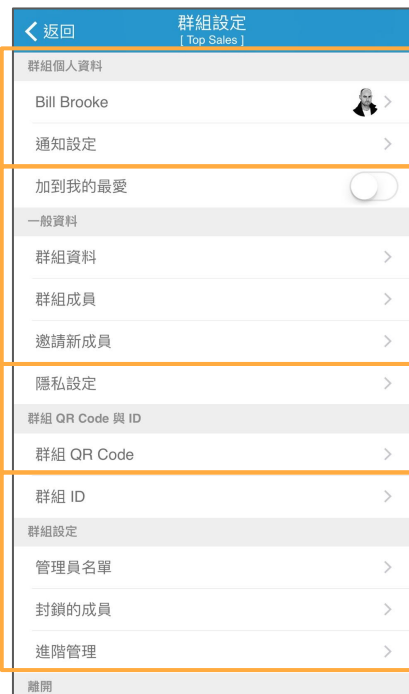 返回
群組設定
[ Top Sales ]
群組個人資料
Bill Brooke
通知設定
加到我的最愛
一般資料
群組資料
群組成員
邀請新成員
隱私設定
群組 QR Code 與 ID
群組 QR Code
群組 ID
群組設定
管理員名單
封鎖的成員
進階管理
離開